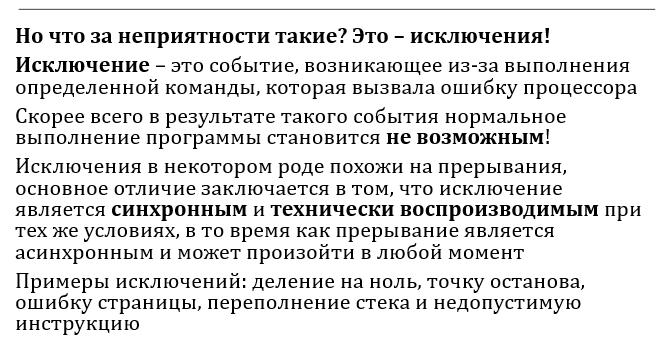 Но что за неприятности такие? Это – исключения!
Исключение – это событие, возникающее из-за выполнения
определенной команды, которая вызвала ошибку процессора
Скорее всего в результате такого события нормальное
выполнение программы становится не возможным!
Исключения в некотором роде похожи на прерывания,
основное отличие заключается в том, что исключение
является синхронным и технически воспроизводимым при
тех же условиях, в то время как прерывание является
асинхронным и может произойти в любой момент
Примеры исключений: деление на ноль, точку останова,
ошибку страницы, переполнение стека и недопустимую
инструкцию